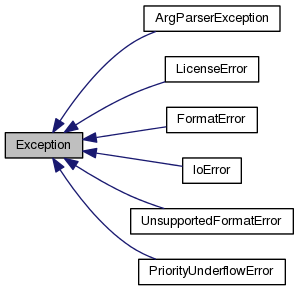 ArgParserException
LicenseError
FormatError
Exception
IoError
UnsupportedFormatError
PriorityUnderflowError